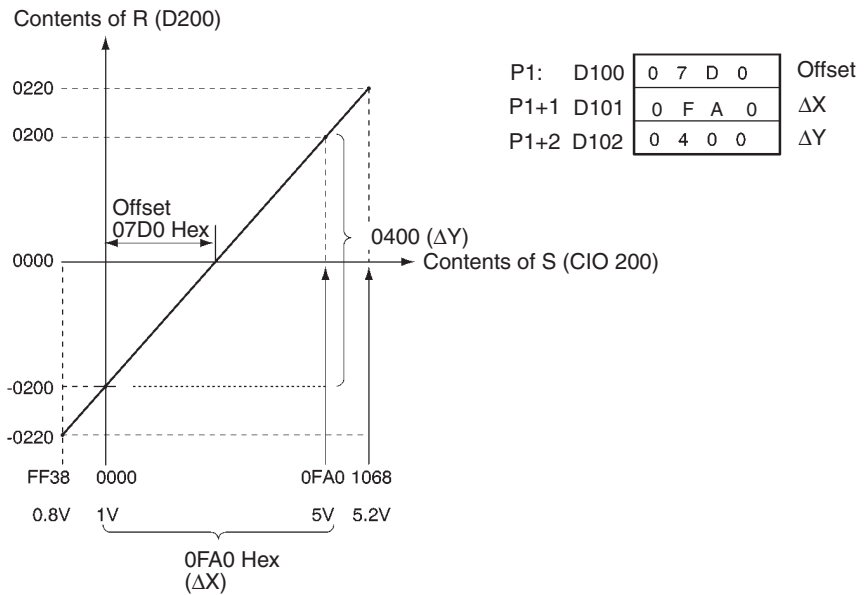 Contents of R (D200)
P1: D100 0 7 D 0 Offset
P1+1 D101 0 F A 0 ΔX
P1+2 D102 0 4 0 0 ΔY
0220
0200
Offset
07D0 Hex
0400 (ΔY)
0000
Contents of S (CIO 200)
-0200
-0220
FF38 0000 0FA0 1068
0.8V 1V 5V 5.2V
0FA0 Hex
(ΔX)